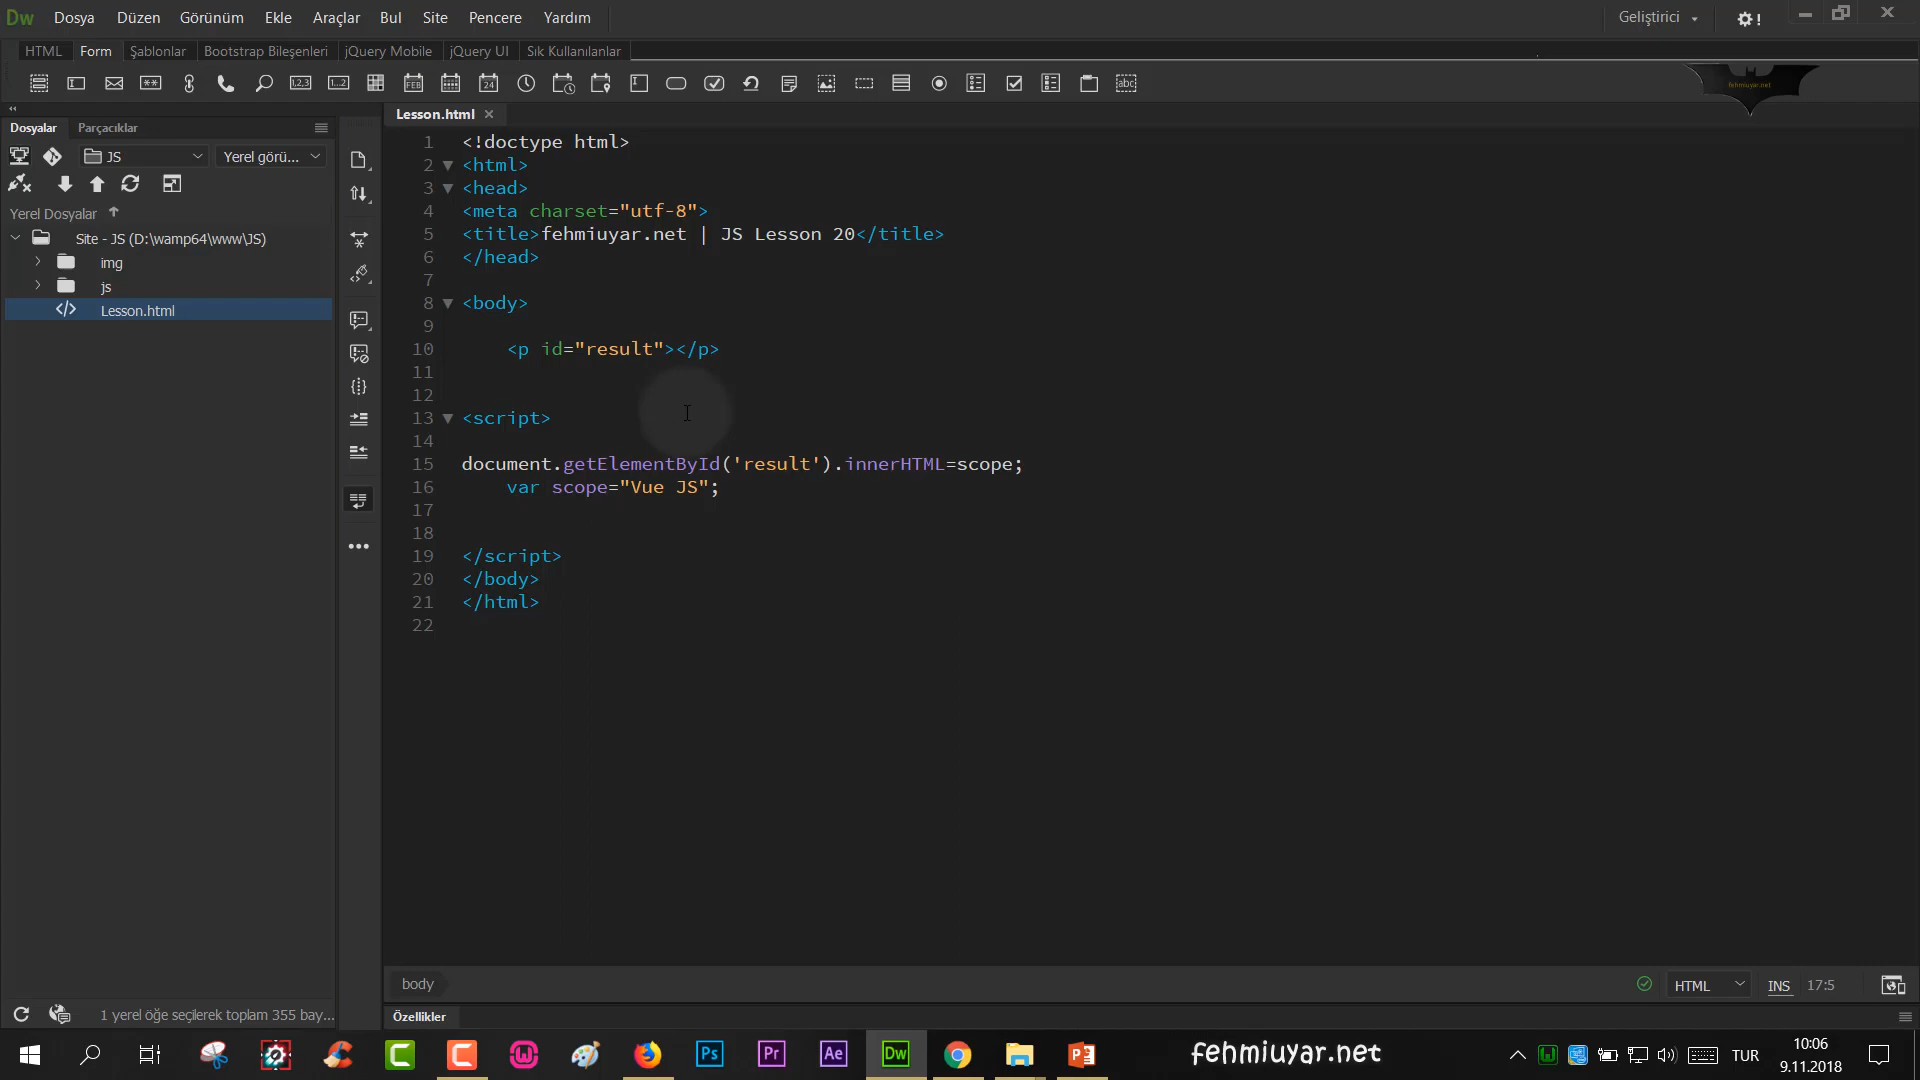 Dw Dosya Düzen Görünüm Ekle Araçlar Bul Site Pencere Yardım Geliştirici
HTML Form Şablonlar Bootstrap Bileşenleri jQuery Mobile jQuery UI Sık Kullanılanlar
fehmiuyar.net
Dosyalar Parçacıklar
Lesson.html
JS Yerel görü...
Yerel Dosyalar
Site - JS (D:\wamp64\www\JS)
img
js
Lesson.html
1 <!doctype html>
2 <html>
3 <head>
4 <meta charset="utf-8">
5 <title>fehmiuyar.net | JS Lesson 20</title>
6 </head>
7
8 <body>
9
10 <p id="result"></p>
11
12
13 <script>
14
15 document.getElementById('result').innerHTML=scope;
16 var scope="Vue JS";
17
18
19 </script>
20 </body>
21 </html>
22
body HTML INS 17:5
1 yerel öğe seçilerek toplam 355 bay...
Özellikler
Ps Pr Ae Dw fehmiuyar.net TUR 10:06
9.11.2018